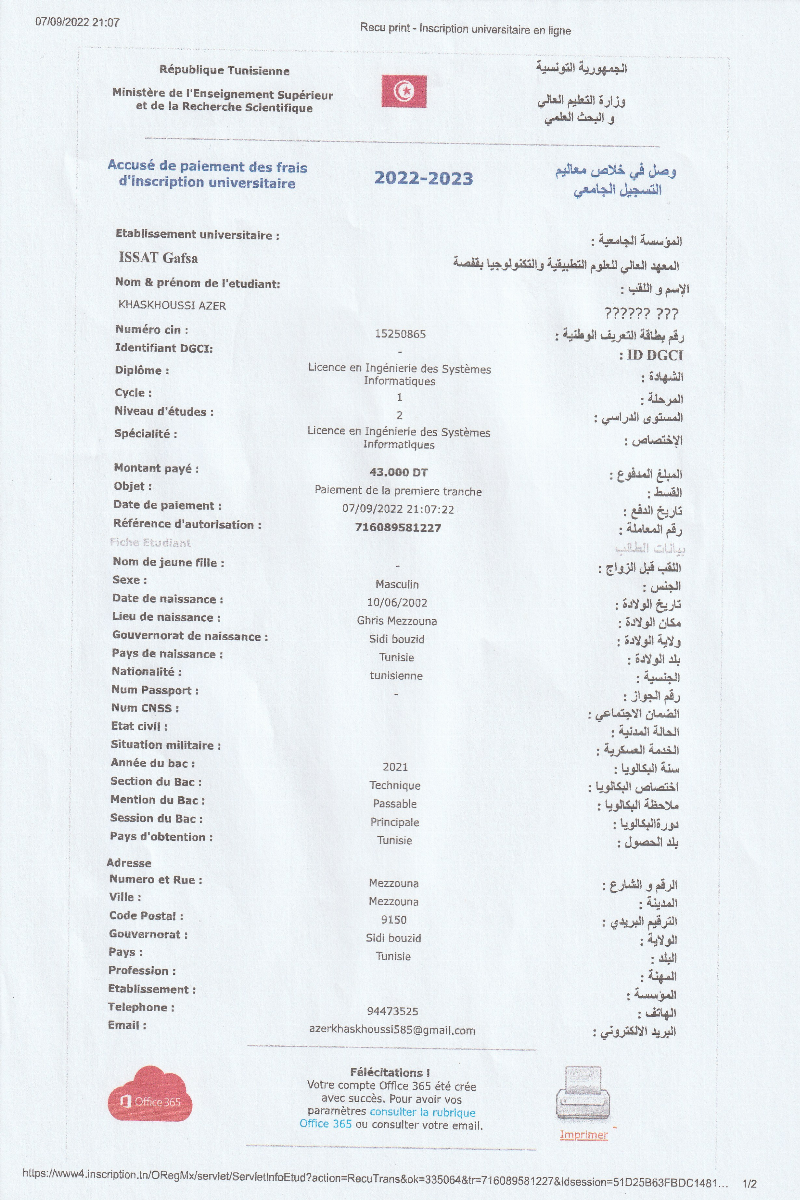 07/09/2022 21:07
Recu print - Inscription universitaire en ligne
République Tunisienne
الجمهورية التونسية
Ministère de l'Enseignement Supérieur
et de la Recherche Scientifique
وزارة التعليم العالي
و البحث العلمي
Accusé de paiement des frais
d'inscription universitaire
2022-2023
وصل في خلاص معاليم
التسجيل الجامعي
Etablissement universitaire :
المؤسسة الجامعية :
ISSAT Gafsa
المعهد العالي للعلوم التطبيقية والتكنولوجيا بقفصة
Nom & prénom de l'etudiant:
الإسم و اللقب :
KHASKHOUSSI AZER
?????? ???
Numéro cin : 15250865 رقم بطاقة التعريف الوطنية :
Identifiant DGCI: - : ID DGCI
Diplôme : Licence en Ingénierie des Systèmes الشهادة :
Informatiques
Cycle : 1 المرحلة :
Niveau d'études : 2 المستوى الدراسي :
Spécialité : Licence en Ingénierie des Systèmes الإختصاص :
Informatiques
Montant payé : 43.000 DT المبلغ المدفوع :
Objet : Paiement de la premiere tranche القسط :
Date de paiement : 07/09/2022 21:07:22 تاريخ الدفع :
Référence d'autorisation : 716089581227 رقم المعاملة :
Fiche Etudiant بيانات الطالب
Nom de jeune fille : - اللقب قبل الزواج :
Sexe : Masculin الجنس :
Date de naissance : 10/06/2002 تاريخ الولادة :
Lieu de naissance : Ghris Mezzouna مكان الولادة :
Gouvernorat de naissance : Sidi bouzid ولاية الولادة :
Pays de naissance : Tunisie بلد الولادة :
Nationalité : tunisienne الجنسية :
Num Passport : - رقم الجواز :
Num CNSS : الضمان الاجتماعي :
Etat civil : الحالة المدنية :
Situation militaire : الخدمة العسكرية :
Année du bac : 2021 سنة البكالويا :
Section du Bac : Technique اختصاص البكالويا :
Mention du Bac : Passable ملاحظة البكالويا :
Session du Bac : Principale دورةالبكالويا :
Pays d'obtention : Tunisie بلد الحصول :
Adresse
Numero et Rue : Mezzouna الرقم و الشارع :
Ville : Mezzouna المدينة :
Code Postal : 9150 الترقيم البريدي :
Gouvernorat : Sidi bouzid الولاية :
Pays : Tunisie البلد :
Profession : المهنة :
Etablissement : المؤسسة :
Telephone : 94473525 الهاتف :
Email : azerkhaskhoussi585@gmail.com البريد الالكتروني :
Félécitations !
Votre compte Office 365 été crée
avec succès. Pour avoir vos
paramètres consulter la rubrique
Office 365 ou consulter votre email.
Office 365
Imprimer
https://www4.inscription.tn/ORegMx/servlet/ServletInfoEtud?action=RecuTrans&ok=335064&tr=716089581227&Idsession=51D25B63FBDC1481... 1/2